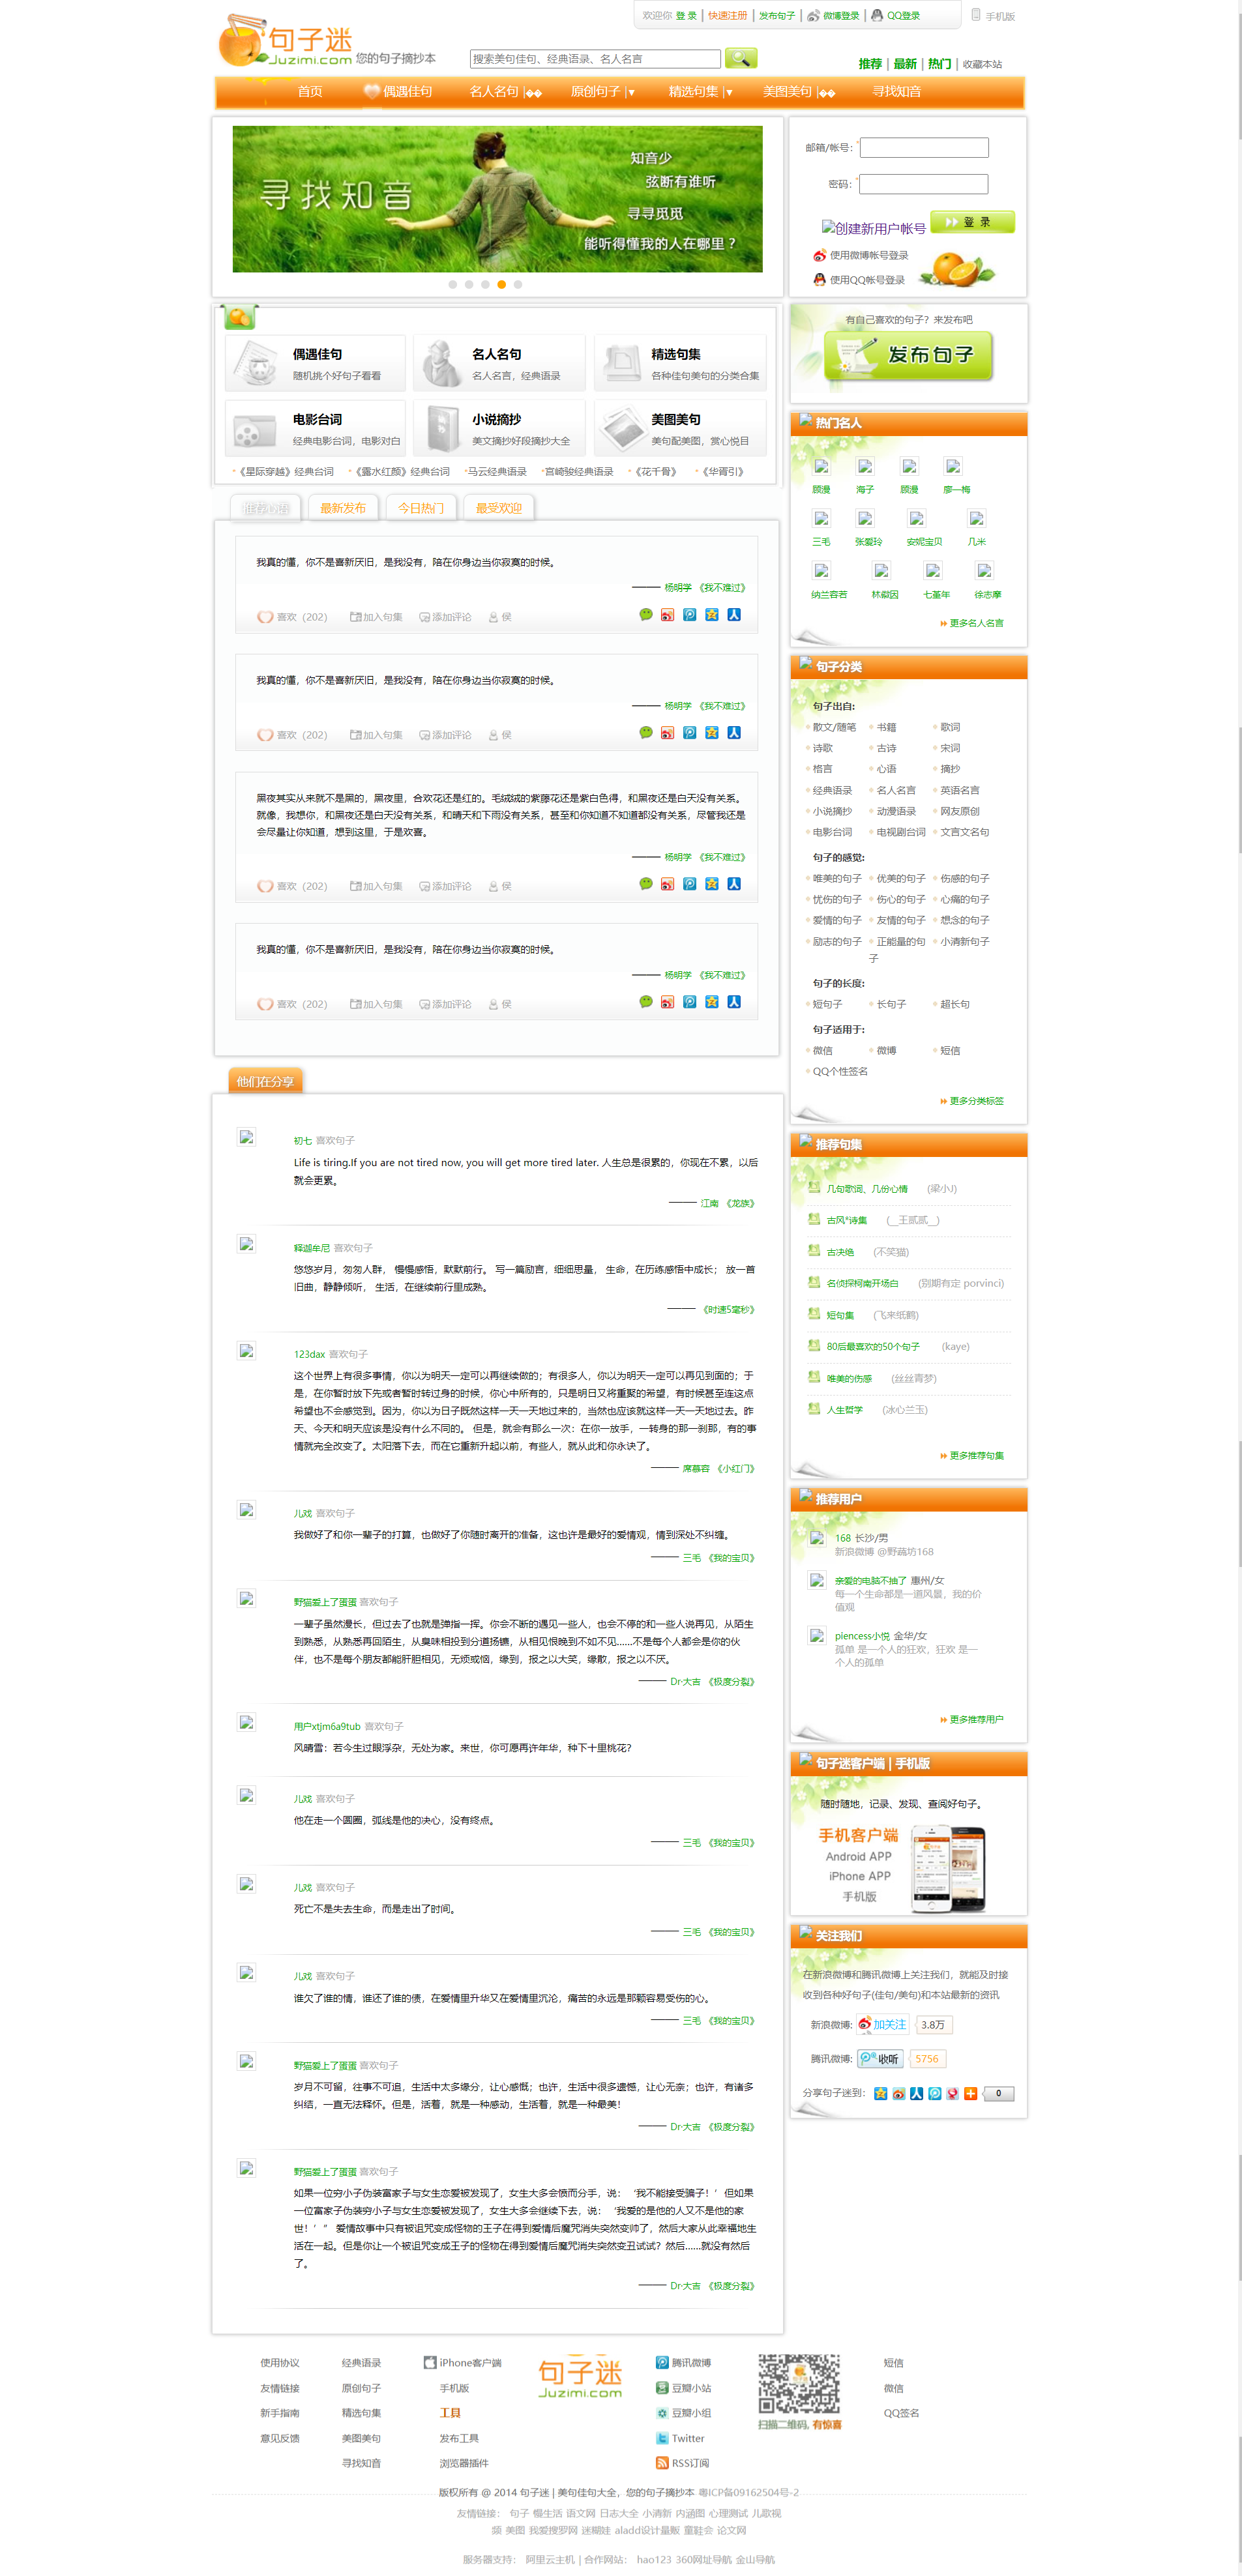 欢迎你 登 录 | 快速注册 | 发布句子 | 微博登录 | QQ登录 手机版
句子迷
Juzimi.com 您的句子摘抄本
搜索美句佳句、经典语录、名人名言
推荐 | 最新 | 热门 | 收藏本站
首页 偶遇佳句 名人名句 |�� 原创句子 |▾ 精选句集 |▾ 美图美句 |�� 寻找知音
寻找知音
知音少
弦断有谁听
寻寻觅觅
能听得懂我的人在哪里？
邮箱/帐号：*
密码：*
创建新用户帐号 登 录
使用微博帐号登录
使用QQ帐号登录
偶遇佳句
随机挑个好句子看看
名人名句
名人名言，经典语录
精选句集
各种佳句美句的分类合集
电影台词
经典电影台词，电影对白
小说摘抄
美文摘抄好段摘抄大全
美图美句
美句配美图，赏心悦目
《星际穿越》经典台词 《露水红颜》经典台词 马云经典语录 宫崎骏经典语录 《花千骨》 《华胥引》
有自己喜欢的句子？来发布吧
发布句子
推荐心语 最新发布 今日热门 最受欢迎
我真的懂，你不是喜新厌旧，是我没有，陪在你身边当你寂寞的时候。
——— 杨明学 《我不难过》
喜欢（202） 加入句集 添加评论 侯
我真的懂，你不是喜新厌旧，是我没有，陪在你身边当你寂寞的时候。
——— 杨明学 《我不难过》
喜欢（202） 加入句集 添加评论 侯
黑夜其实从来就不是黑的，黑夜里，合欢花还是红的。毛绒绒的紫藤花还是紫白色得，和黑夜还是白天没有关系。
就像，我想你，和黑夜还是白天没有关系，和晴天和下雨没有关系，甚至和你知道不知道都没有关系，尽管我还是
会尽量让你知道，想到这里，于是欢喜。
——— 杨明学 《我不难过》
喜欢（202） 加入句集 添加评论 侯
我真的懂，你不是喜新厌旧，是我没有，陪在你身边当你寂寞的时候。
——— 杨明学 《我不难过》
喜欢（202） 加入句集 添加评论 侯
他们在分享
初七 喜欢句子
Life is tiring.If you are not tired now, you will get more tired later. 人生总是很累的，你现在不累，以后
就会更累。
——— 江南 《龙族》
释迦牟尼 喜欢句子
悠悠岁月，匆匆人群， 慢慢感悟，默默前行。 写一篇励言，细细思量， 生命，在历练感悟中成长； 放一首
旧曲，静静倾听， 生活，在继续前行里成熟。
——— 《时速5毫秒》
123dax 喜欢句子
这个世界上有很多事情，你以为明天一定可以再继续做的；有很多人，你以为明天一定可以再见到面的；于
是，在你暂时放下先或者暂时转过身的时候，你心中所有的，只是明日又将重聚的希望，有时候甚至连这点
希望也不会感觉到。因为，你以为日子既然这样一天一天地过来的，当然也应该就这样一天一天地过去。昨
天、今天和明天应该是没有什么不同的。 但是，就会有那么一次：在你一放手，一转身的那一刹那，有的事
情就完全改变了。太阳落下去，而在它重新升起以前，有些人，就从此和你永诀了。
——— 席慕容 《小红门》
儿戏 喜欢句子
我做好了和你一辈子的打算，也做好了你随时离开的准备，这也许是最好的爱情观，情到深处不纠缠。
——— 三毛 《我的宝贝》
野猫爱上了蛋蛋 喜欢句子
一辈子虽然漫长，但过去了也就是弹指一挥。你会不断的遇见一些人，也会不停的和一些人说再见，从陌生
到熟悉，从熟悉再回陌生，从臭味相投到分道扬镳，从相见恨晚到不如不见......不是每个人都会是你的伙
伴，也不是每个朋友都能肝胆相见，无烦或恼，缘到，报之以大笑，缘散，报之以不厌。
——— Dr·大吉 《极度分裂》
用户xtjm6a9tub 喜欢句子
风晴雪：若今生过眼浮杂，无处为家。来世，你可愿再许年华，种下十里桃花？
儿戏 喜欢句子
他在走一个圆圈，弧线是他的决心，没有终点。
——— 三毛 《我的宝贝》
儿戏 喜欢句子
死亡不是失去生命，而是走出了时间。
——— 三毛 《我的宝贝》
儿戏 喜欢句子
谁欠了谁的情，谁还了谁的债，在爱情里升华又在爱情里沉沦，痛苦的永远是那颗容易受伤的心。
——— 三毛 《我的宝贝》
野猫爱上了蛋蛋 喜欢句子
岁月不可留，往事不可追，生活中太多缘分，让心感慨；也许，生活中很多遗憾，让心无奈；也许，有诸多
纠结，一直无法释怀。但是，活着，就是一种感动，生活着，就是一种最美！
——— Dr·大吉 《极度分裂》
野猫爱上了蛋蛋 喜欢句子
如果一位穷小子伪装富家子与女生恋爱被发现了，女生大多会愤而分手，说：‘我不能接受骗子！’但如果
一位富家子伪装穷小子与女生恋爱被发现了，女生大多会继续下去，说：‘我爱的是他的人又不是他的家
世！’” 爱情故事中只有被诅咒变成怪物的王子在得到爱情后魔咒消失突然变帅了，然后大家从此幸福地生
活在一起。但是你让一个被诅咒变成王子的怪物在得到爱情后魔咒消失突然变丑试试？然后......就没有然后
了。
——— Dr·大吉 《极度分裂》
热门名人
顾漫 海子 顾漫 廖一梅
三毛 张爱玲 安妮宝贝 几米
纳兰容若 林徽因 七堇年 徐志摩
更多名人名言
句子分类
句子出自:
散文/随笔 书籍 歌词
诗歌 古诗 宋词
格言 心语 摘抄
经典语录 名人名言 英语名言
小说摘抄 动漫语录 网友原创
电影台词 电视剧台词 文言文名句
句子的感觉:
唯美的句子 优美的句子 伤感的句子
忧伤的句子 伤心的句子 心痛的句子
爱情的句子 友情的句子 想念的句子
励志的句子 正能量的句子 小清新句子
句子的长度:
短句子 长句子 超长句
句子适用于:
微信 微博 短信
QQ个性签名
更多分类标签
推荐句集
几句歌词，几份心情 (梁小J)
古风*诗集 (__王贰贰__)
古决绝 (不笑猫)
名侦探柯南开场白 (别期有定 porvinci)
短句集 (飞来纸鹤)
80后最喜欢的50个句子 (kaye)
唯美的伤感 (丝丝青梦)
人生哲学 (冰心兰玉)
更多推荐句集
推荐用户
168 长沙/男
新浪微博 @野蔬坊168
亲爱的电脑不抽了 惠州/女
每一个生命都是一道风景，我的价
值观
piencess小悦 金华/女
孤单 是一个人的狂欢，狂欢 是一
个人的孤单
更多推荐用户
句子迷客户端 | 手机版
随时随地，记录、发现、查阅好句子。
手机客户端
Android APP
iPhone APP
手机版
关注我们
在新浪微博和腾讯微博上关注我们，就能及时接
收到各种好句子(佳句/美句)和本站最新的资讯
新浪微博: 加关注 3.8万
腾讯微博: 收听 5756
分享句子迷到： 0
使用协议 经典语录 iPhone客户端 腾讯微博 短信
友情链接 原创句子 手机版 豆瓣小站 微信
新手指南 精选句集 工具 豆瓣小组 QQ签名
意见反馈 美图美句 发布工具 Twitter
寻找知音 浏览器插件 RSS订阅
句子迷
Juzimi.com
扫描二维码, 有惊喜
版权所有 @ 2014 句子迷 | 美句佳句大全，您的句子摘抄本 粤ICP备09162504号-2
友情链接： 句子 慢生活 语文网 日志大全 小清新 内涵图 心理测试 儿歌视
频 美图 我爱搜罗网 迷糊娃 aladd设计量贩 童鞋会 论文网
服务器支持： 阿里云主机 | 合作网站： hao123 360网址导航 金山导航